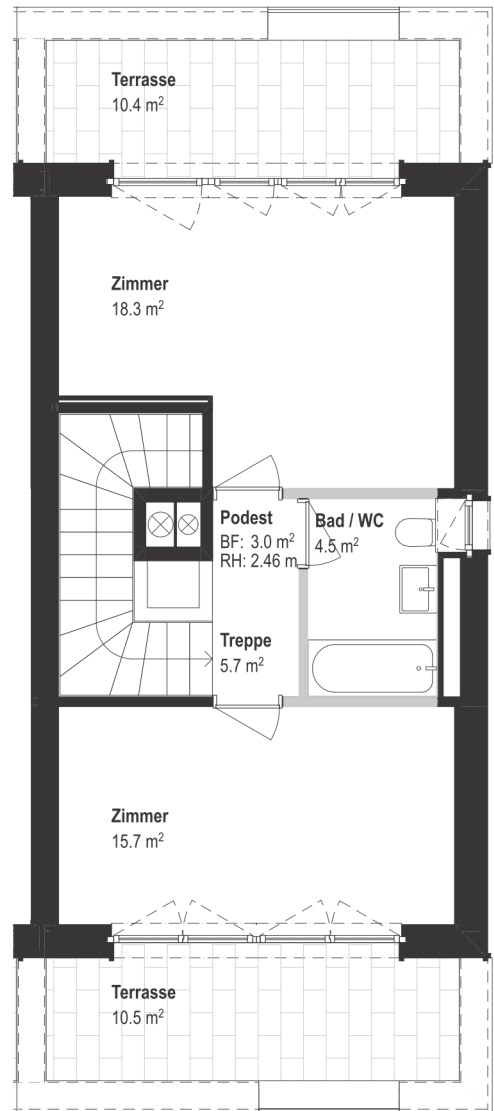 Terrasse
10.4 m²
Zimmer
18.3 m²
Podest
BF: 3.0 m²
RH: 2.46 m
Bad / WC
4.5 m²
Treppe
5.7 m²
Zimmer
15.7 m²
Terrasse
10.5 m²